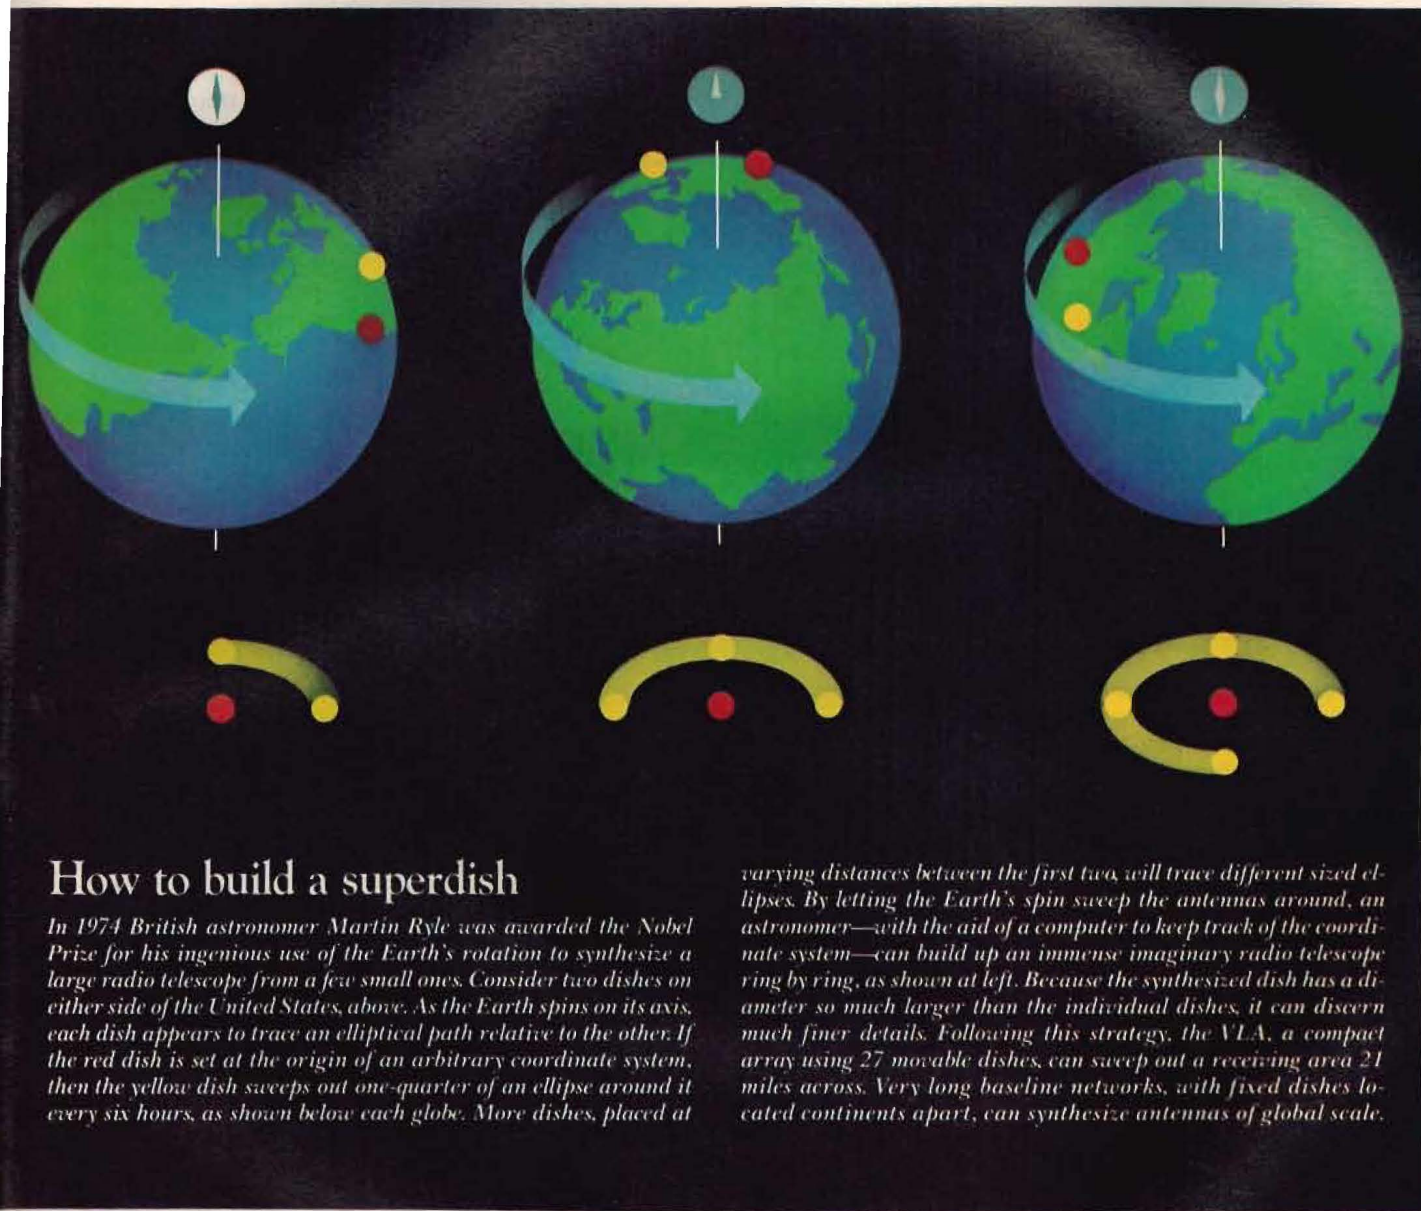 How to build a superdish
In 1974 British astronomer Martin Ryle was awarded the Nobel
Prize for his ingenious use of the Earth's rotation to synthesize a
large radio telescope from a few small ones. Consider two dishes on
either side of the United States, above. As the Earth spins on its axis,
each dish appears to trace an elliptical path relative to the other. If
the red dish is set at the origin of an arbitrary coordinate system,
then the yellow dish sweeps out one-quarter of an ellipse around it
every six hours, as shown below each globe. More dishes, placed at
varying distances between the first two, will trace different sized el-
lipses. By letting the Earth's spin sweep the antennas around, an
astronomer—with the aid of a computer to keep track of the coordi-
nate system—can build up an immense imaginary radio telescope
ring by ring, as shown at left. Because the synthesized dish has a di-
ameter so much larger than the individual dishes, it can discern
much finer details. Following this strategy, the VLA, a compact
array using 27 movable dishes, can sweep out a receiving area 21
miles across. Very long baseline networks, with fixed dishes lo-
cated continents apart, can synthesize antennas of global scale.